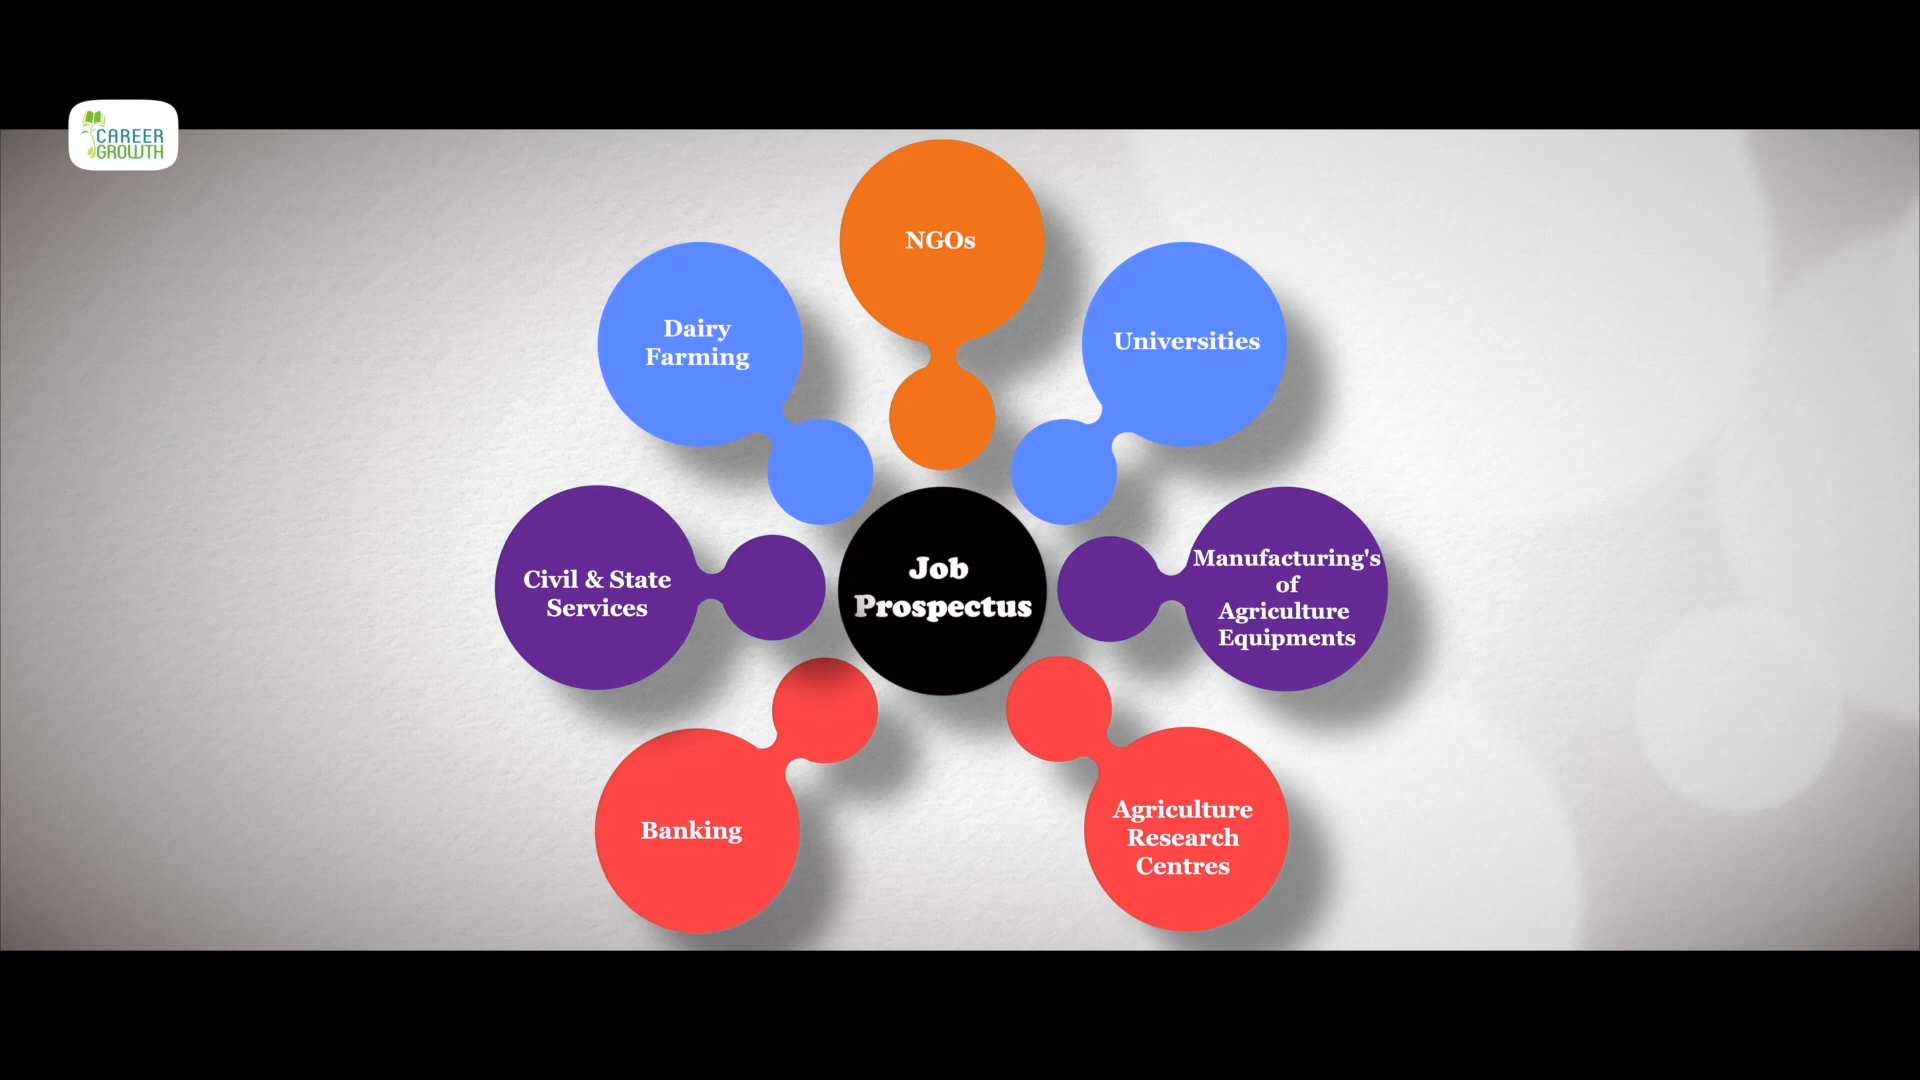 CAREER
GROWTH
NGOs
Dairy
Farming
Universities
Civil & State
Services
Job
Prospectus
Manufacturing's
of
Agriculture
Equipments
Banking
Agriculture
Research
Centres